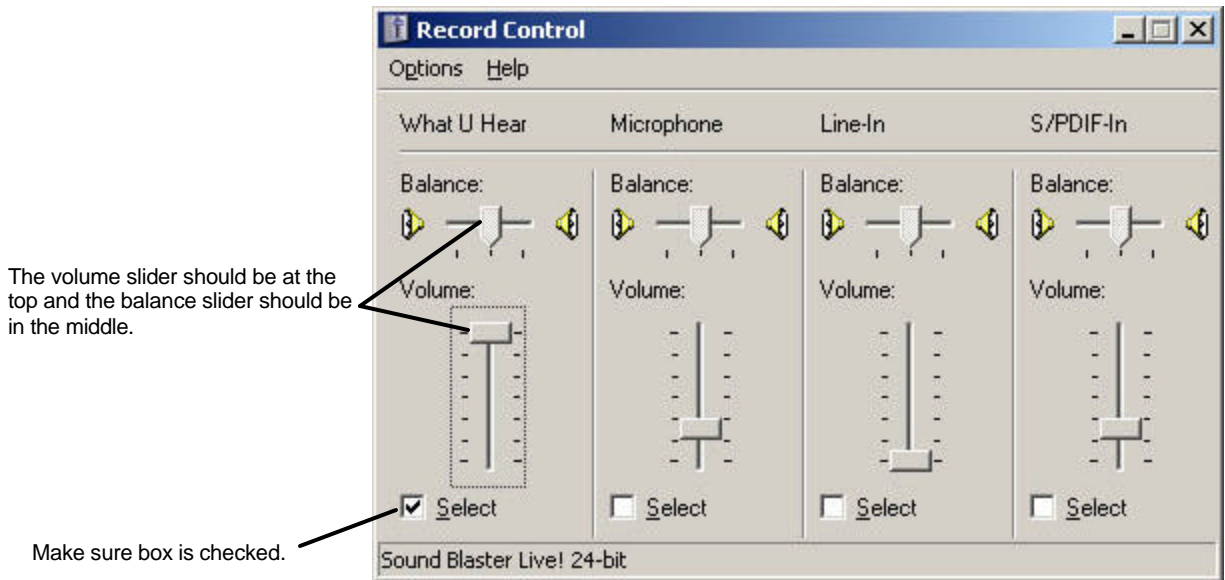 Record Control
Options Help
What U Hear Microphone Line-In S/PDIF-In
Balance: Balance: Balance: Balance:
The volume slider should be at the
top and the balance slider should be
in the middle.
Volume: Volume: Volume: Volume:
Select Select Select Select
Make sure box is checked.
Sound Blaster Live! 24-bit